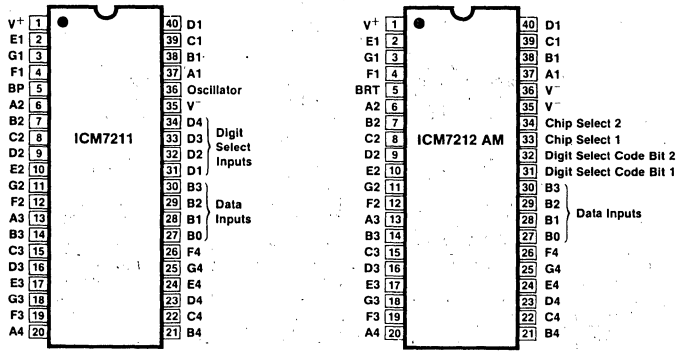 V+ 1 40 D1
E1 2 39 C1
G1 3 38 B1
F1 4 37 A1
BP 5 36 Oscillator
A2 6 35 V−
B2 7 34 D4
C2 8 33 D3
D2 9 32 D2
E2 10 31 D1
Digit
Select
Inputs
G2 11 30 B3
F2 12 29 B2
A3 13 28 B1
B3 14 27 B0
Data
Inputs
C3 15 26 F4
D3 16 25 G4
E3 17 24 E4
G3 18 23 D4
F3 19 22 C4
A4 20 21 B4
ICM7211
V+ 1 40 D1
E1 2 39 C1
G1 3 38 B1
F1 4 37 A1
BRT 5 36 V−
A2 6 35 V−
B2 7 34 Chip Select 2
C2 8 33 Chip Select 1
D2 9 32 Digit Select Code Bit 2
E2 10 31 Digit Select Code Bit 1
G2 11 30 B3
F2 12 29 B2
A3 13 28 B1
B3 14 27 B0
Data Inputs
C3 15 26 F4
D3 16 25 G4
E3 17 24 E4
G3 18 23 D4
F3 19 22 C4
A4 20 21 B4
ICM7212 AM